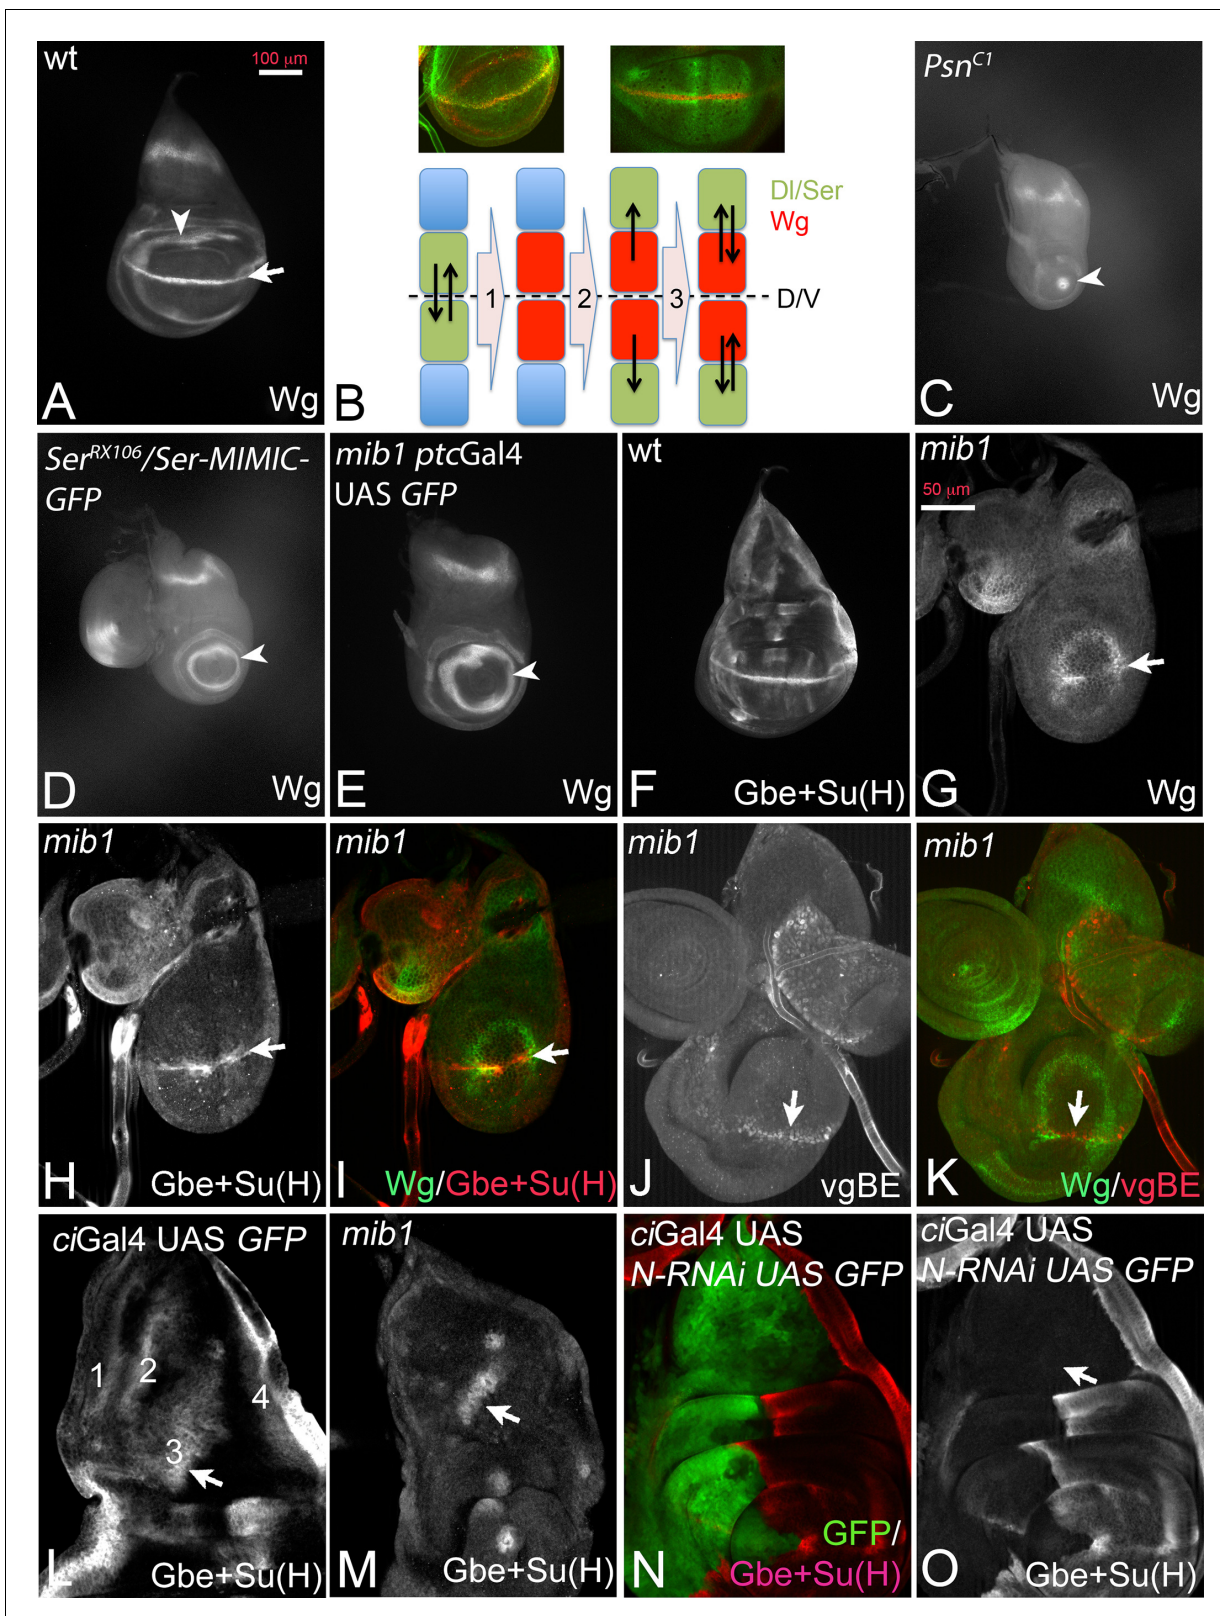 wt
100 µm
A
Wg
1
2
3
Dl/Ser
Wg
D/V
B
Psn^C1
C
Wg
Ser^RX106/Ser-MIMIC-
GFP
D
Wg
mib1 ptcGal4
UAS GFP
E
Wg
wt
F
Gbe+Su(H)
mib1
50 µm
G
Wg
mib1
H
Gbe+Su(H)
mib1
I
Wg/Gbe+Su(H)
mib1
J
vgBE
mib1
K
Wg/vgBE
ciGal4 UAS GFP
1
2
3
4
L
Gbe+Su(H)
mib1
M
Gbe+Su(H)
ciGal4 UAS
N-RNAi UAS GFP
N
GFP/
Gbe+Su(H)
ciGal4 UAS
N-RNAi UAS GFP
O
Gbe+Su(H)